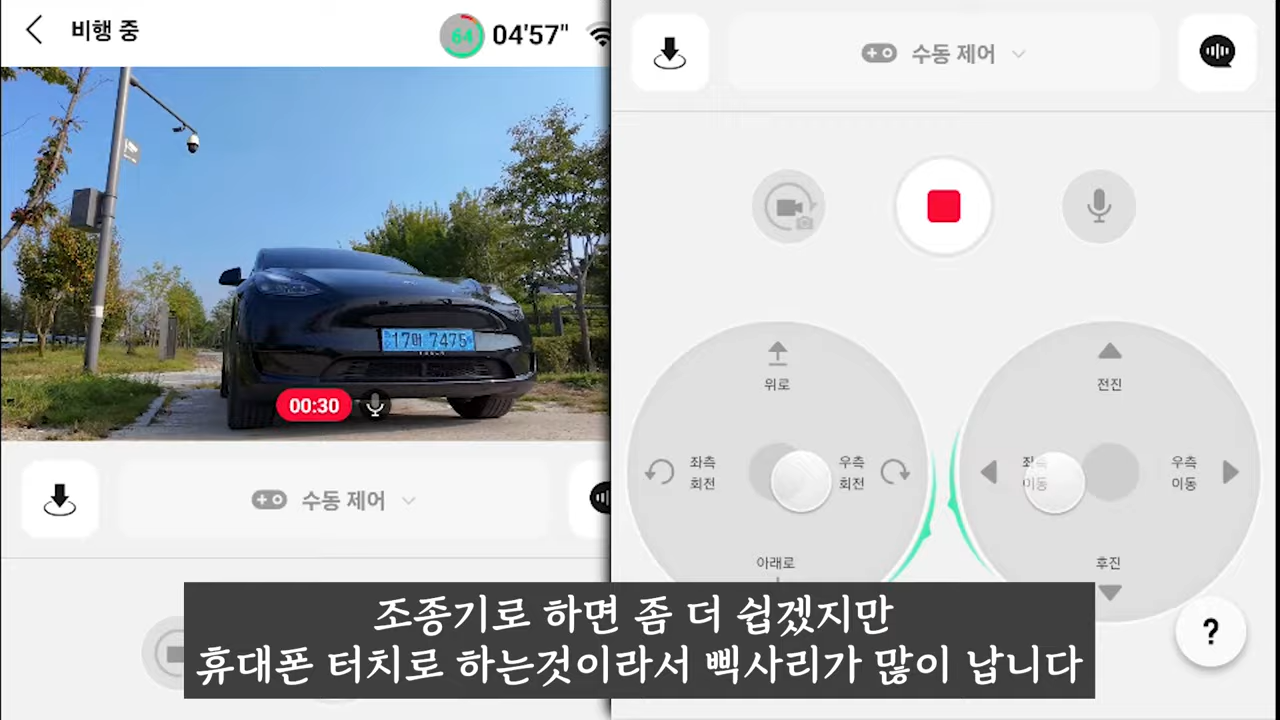 비행 중
64
04'57"
수동 제어
17어 7475
TESLA
00:30
수동 제어
위로
좌측
회전
우측
회전
아래로
전진
좌측
이동
우측
이동
후진
?
조종기로 하면 좀 더 쉽겠지만
휴대폰 터치로 하는것이라서 삑사리가 많이 납니다